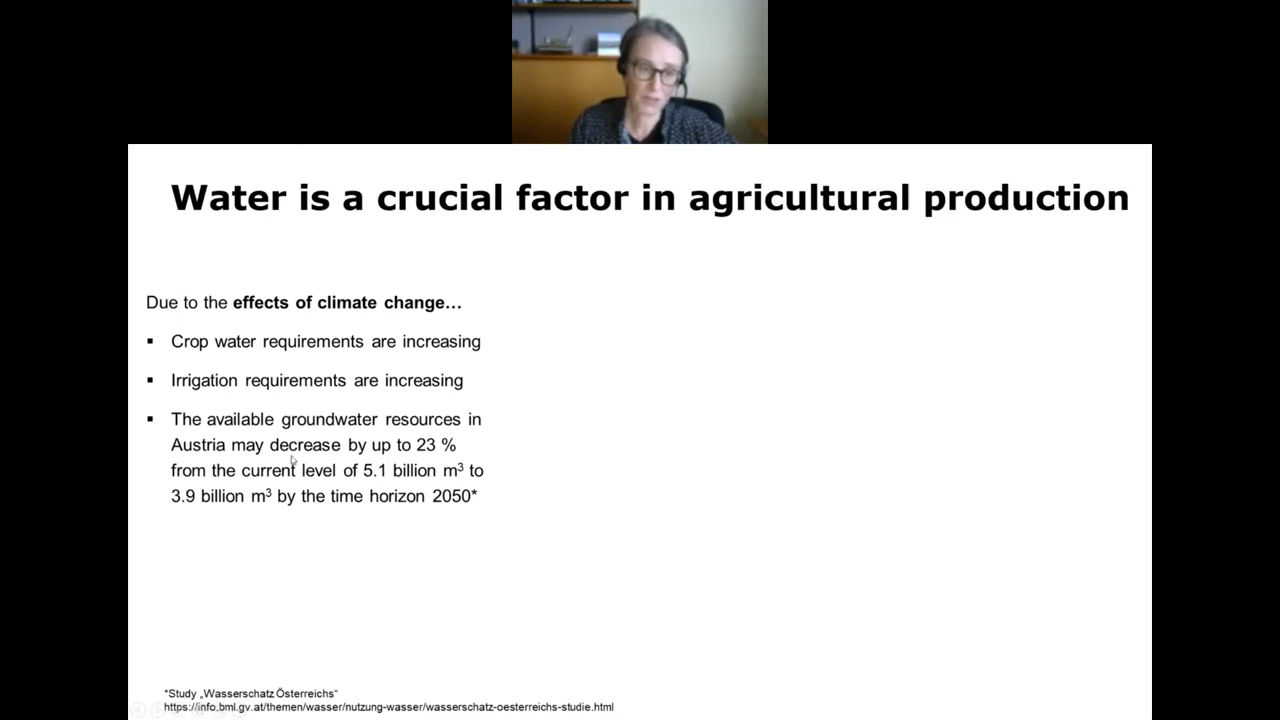 Water is a crucial factor in agricultural production
Due to the effects of climate change…
▪ Crop water requirements are increasing
▪ Irrigation requirements are increasing
▪ The available groundwater resources in
Austria may decrease by up to 23 %
from the current level of 5.1 billion m³ to
3.9 billion m³ by the time horizon 2050*
*Study „Wasserschatz Österreichs“
https://info.bml.gv.at/themen/wasser/nutzung-wasser/wasserschatz-oesterreichs-studie.html